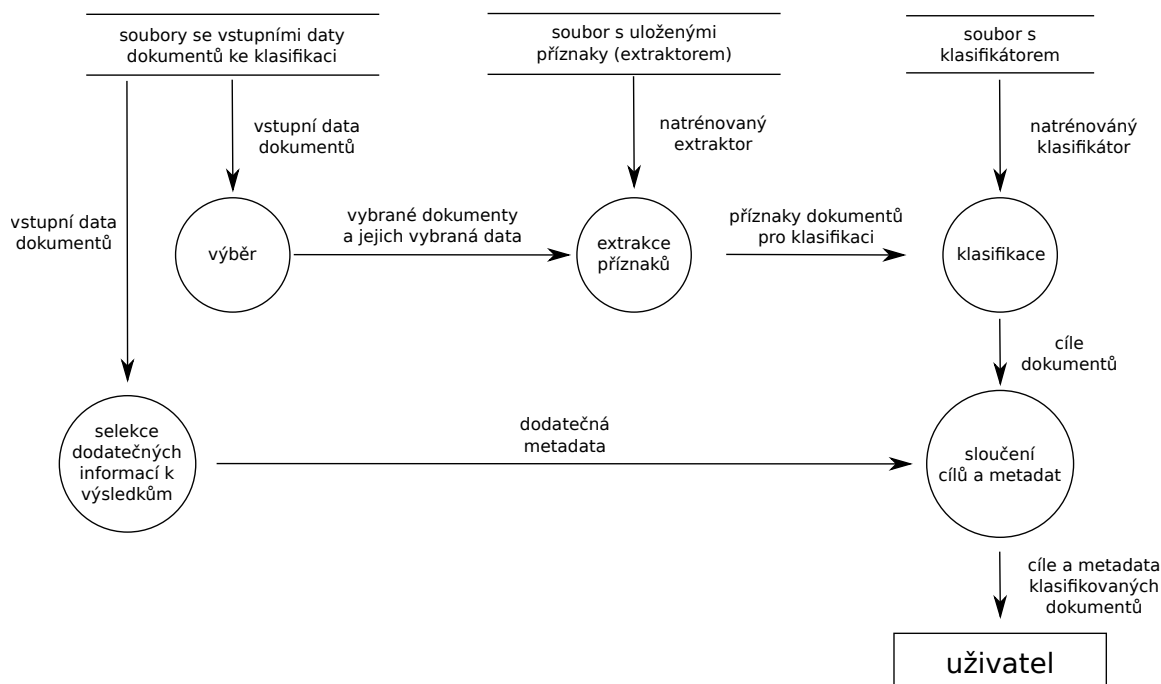 soubory se vstupními daty
dokumentů ke klasifikaci
soubor s uloženými
příznaky (extraktorem)
soubor s
klasifikátorem
vstupní data
dokumentů
natrénovaný
extraktor
natrénováný
klasifikátor
vstupní data
dokumentů
výběr
vybrané dokumenty
a jejich vybraná data
extrakce
příznaků
příznaky dokumentů
pro klasifikaci
klasifikace
cíle
dokumentů
selekce
dodatečných
informací k
výsledkům
dodatečná
metadata
sloučení
cílů a metadat
cíle a metadata
klasifikovaných
dokumentů
uživatel